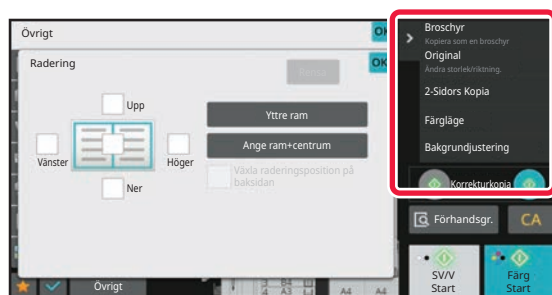 Övrigt
OK
Radering
OK
Upp
Vänster
Höger
Ner
Yttre ram
Ange ram+centrum
Växla raderingsposition på
baksidan
Övrigt
A4
A4
Broschyr
Kopiera som en broschyr
Original
Ändra storlek/riktning.
2-Sidors Kopia
Färgläge
Bakgrundjustering
Korrekturkopia
Förhandsgr.
CA
SV/V
Start
Färg
Start